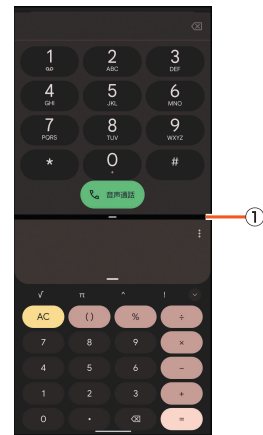 1 2 3
ABC DEF
4 5 6
GHI JKL MNO
7 8 9
PQRS TUV WXYZ
* 0 #
+
音声通話
①
√ π ^ !
AC ( ) % ÷
7 8 9 ×
4 5 6 −
1 2 3 +
0 . =